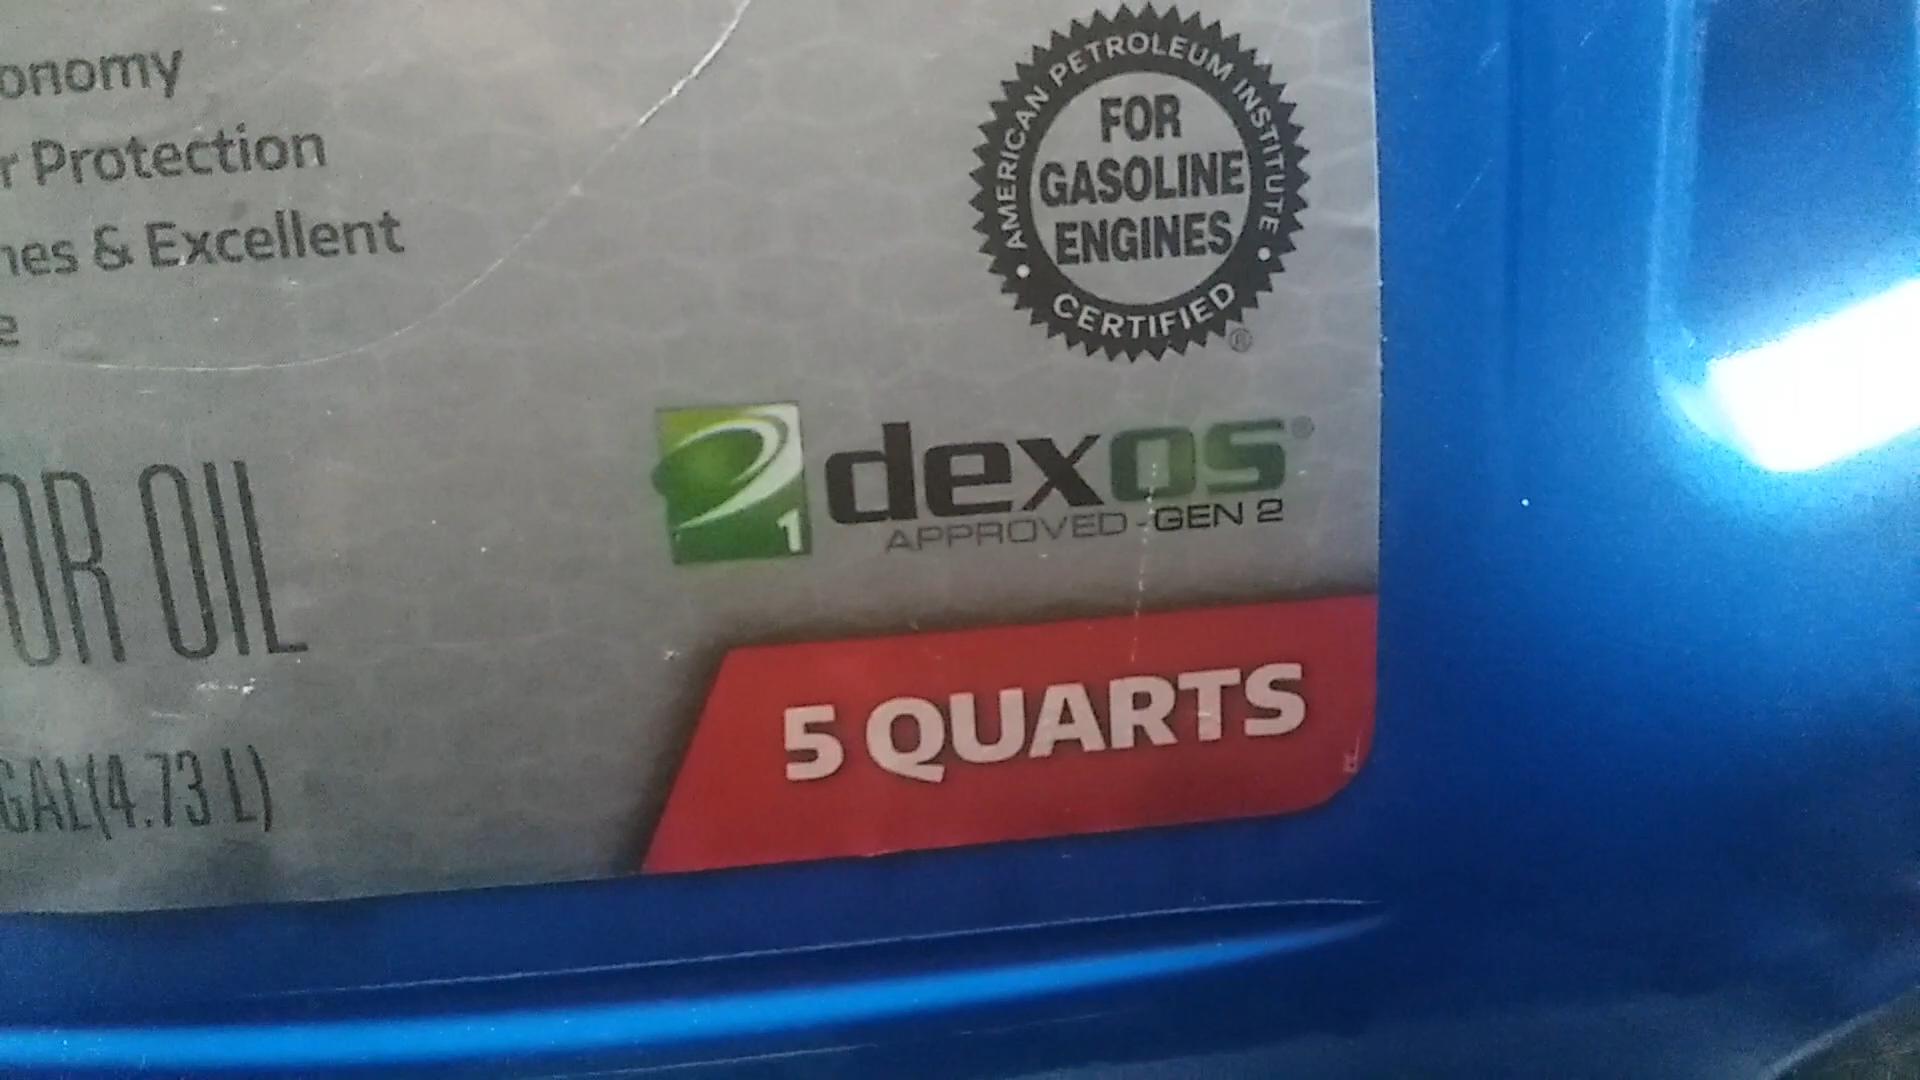 onomy
r Protection
nes & Excellent
e
AMERICAN PETROLEUM INSTITUTE
FOR
GASOLINE
ENGINES
• CERTIFIED •
®
1
dexos®
APPROVED-GEN 2
OR OIL
5 QUARTS
GAL(4.73 L)